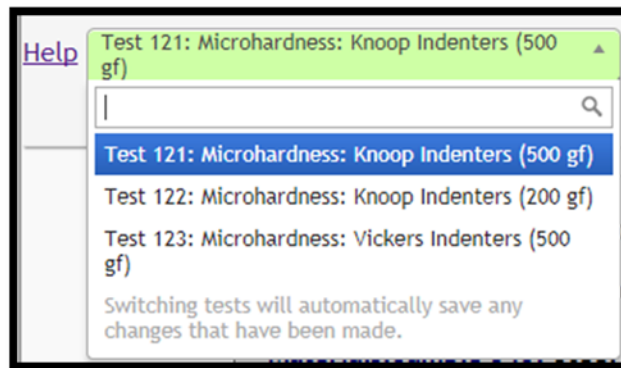 Help
Test 121: Microhardness: Knoop Indenters (500
gf)
Test 121: Microhardness: Knoop Indenters (500 gf)
Test 122: Microhardness: Knoop Indenters (200 gf)
Test 123: Microhardness: Vickers Indenters (500
gf)
Switching tests will automatically save any
changes that have been made.